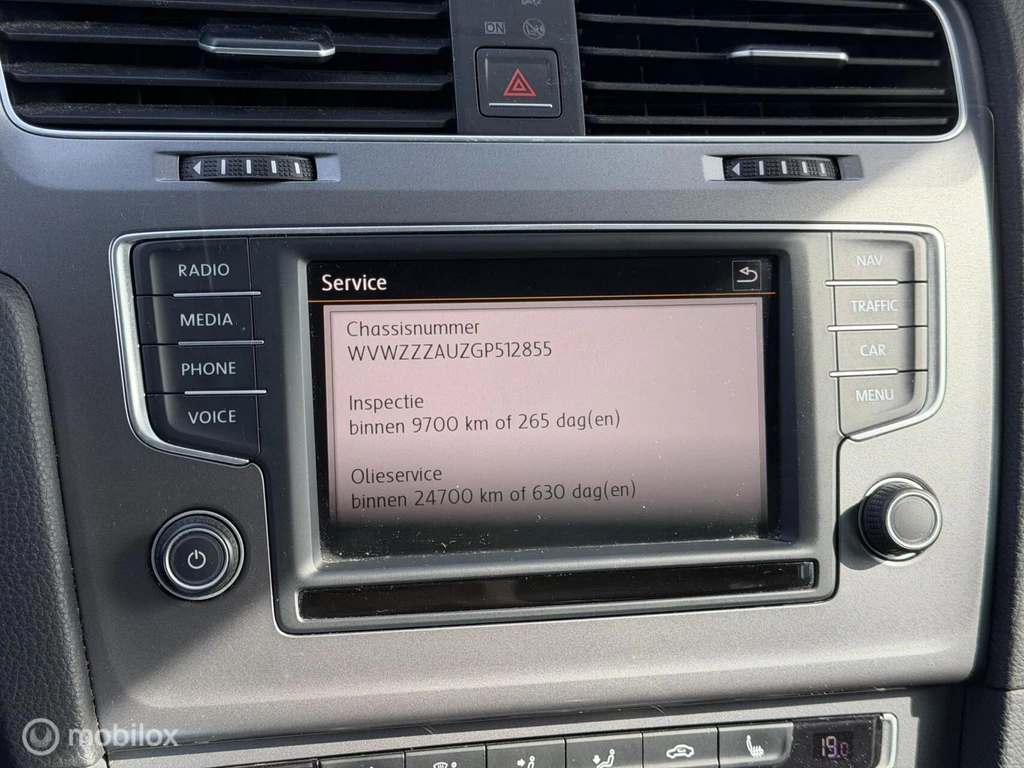 ON
RADIO
MEDIA
PHONE
VOICE
Service
Chassisnummer
WVWZZZAUZGP512855
Inspectie
binnen 9700 km of 265 dag(en)
Olieservice
binnen 24700 km of 630 dag(en)
NAV
TRAFFIC
CAR
MENU
19.0
mobilox